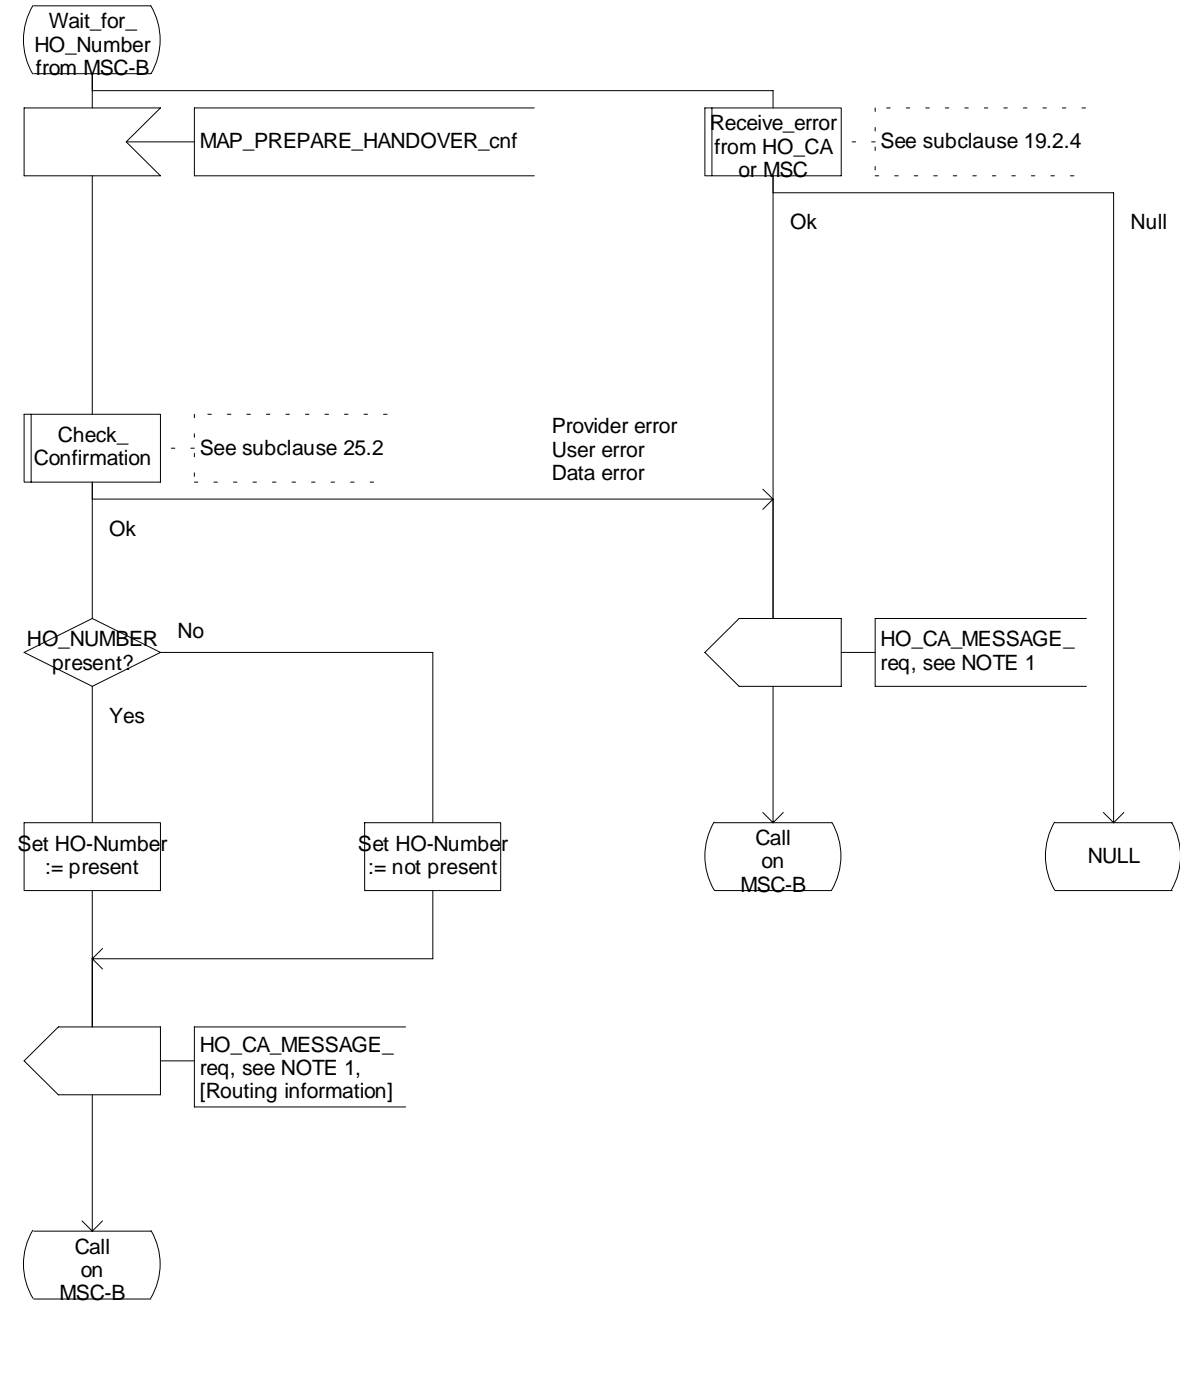 Wait_for_
HO_Number
from MSC-B
MAP_PREPARE_HANDOVER_cnf
Receive_error
from HO_CA
or MSC
See subclause 19.2.4
Ok
Null
Check_
Confirmation
See subclause 25.2
Provider error
User error
Data error
Ok
HO_NUMBER
present?
No
HO_CA_MESSAGE_
req, see NOTE 1
Yes
Set HO-Number
:= present
Set HO-Number
:= not present
Call
on
MSC-B
NULL
HO_CA_MESSAGE_
req, see NOTE 1,
[Routing information]
Call
on
MSC-B